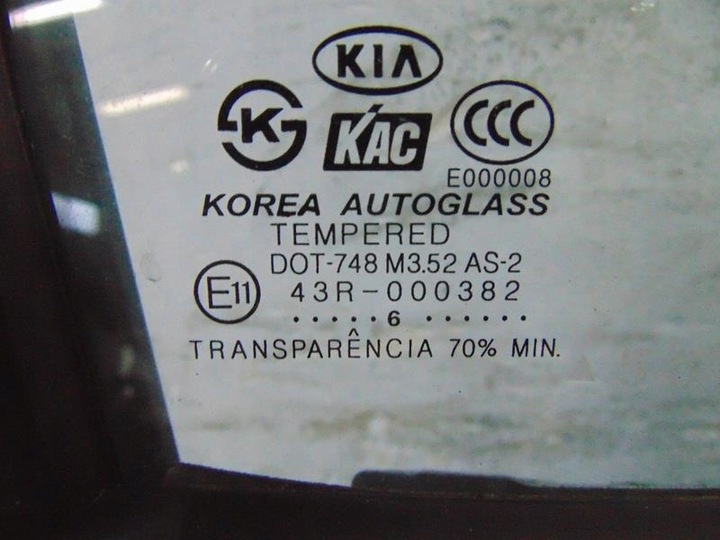 KIA
K
KAC
CCC
E000008
KOREA AUTOGLASS
TEMPERED
DOT-748 M3.52 AS-2
E11
43R-000382
.....6 ......
TRANSPARÊNCIA 70% MIN.